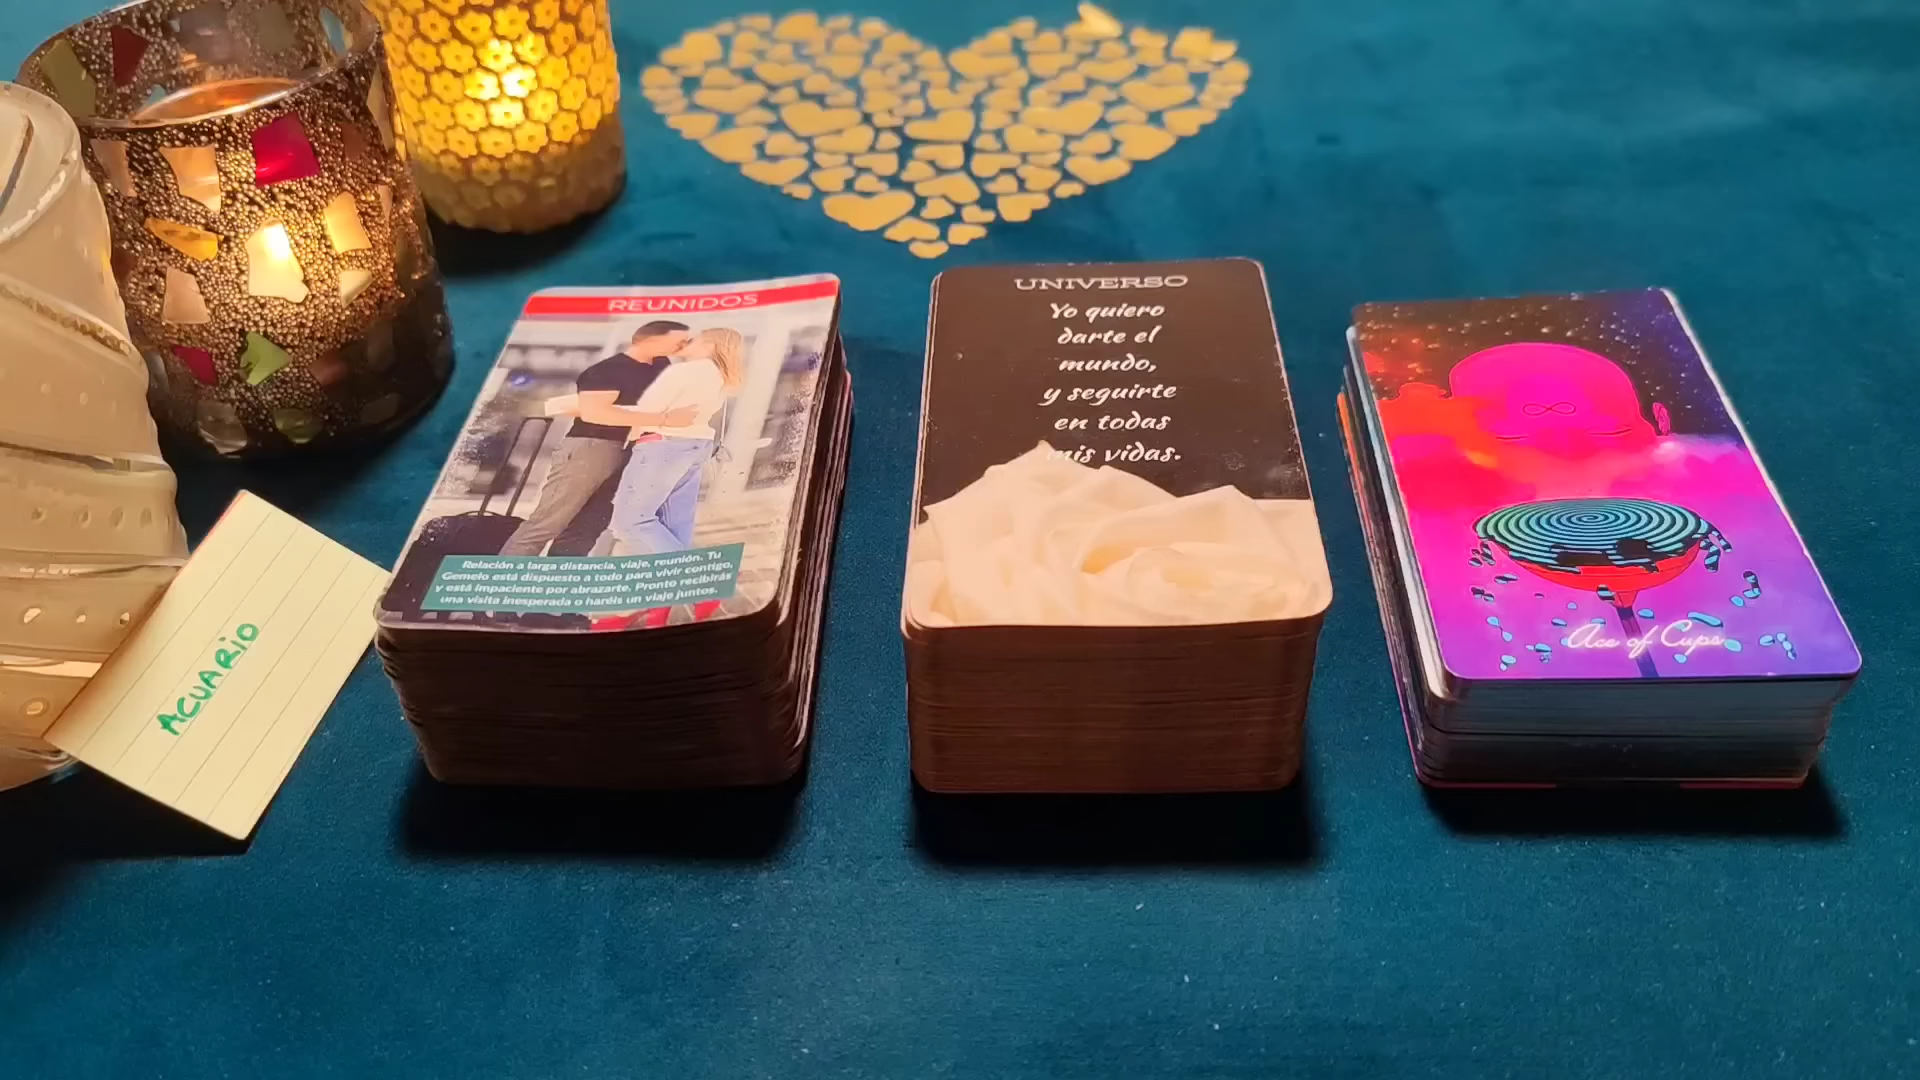 REUNIDOS
Relación a larga distancia, viaje, reunión. Tu
Gemelo está dispuesto a todo para vivir contigo,
y está impaciente por abrazarte. Pronto recibirás
una visita inesperada o haréis un viaje juntos.
UNIVERSO
Yo quiero
darte el
mundo,
y seguirte
en todas
mis vidas.
Ace of Cups
ACUARIO